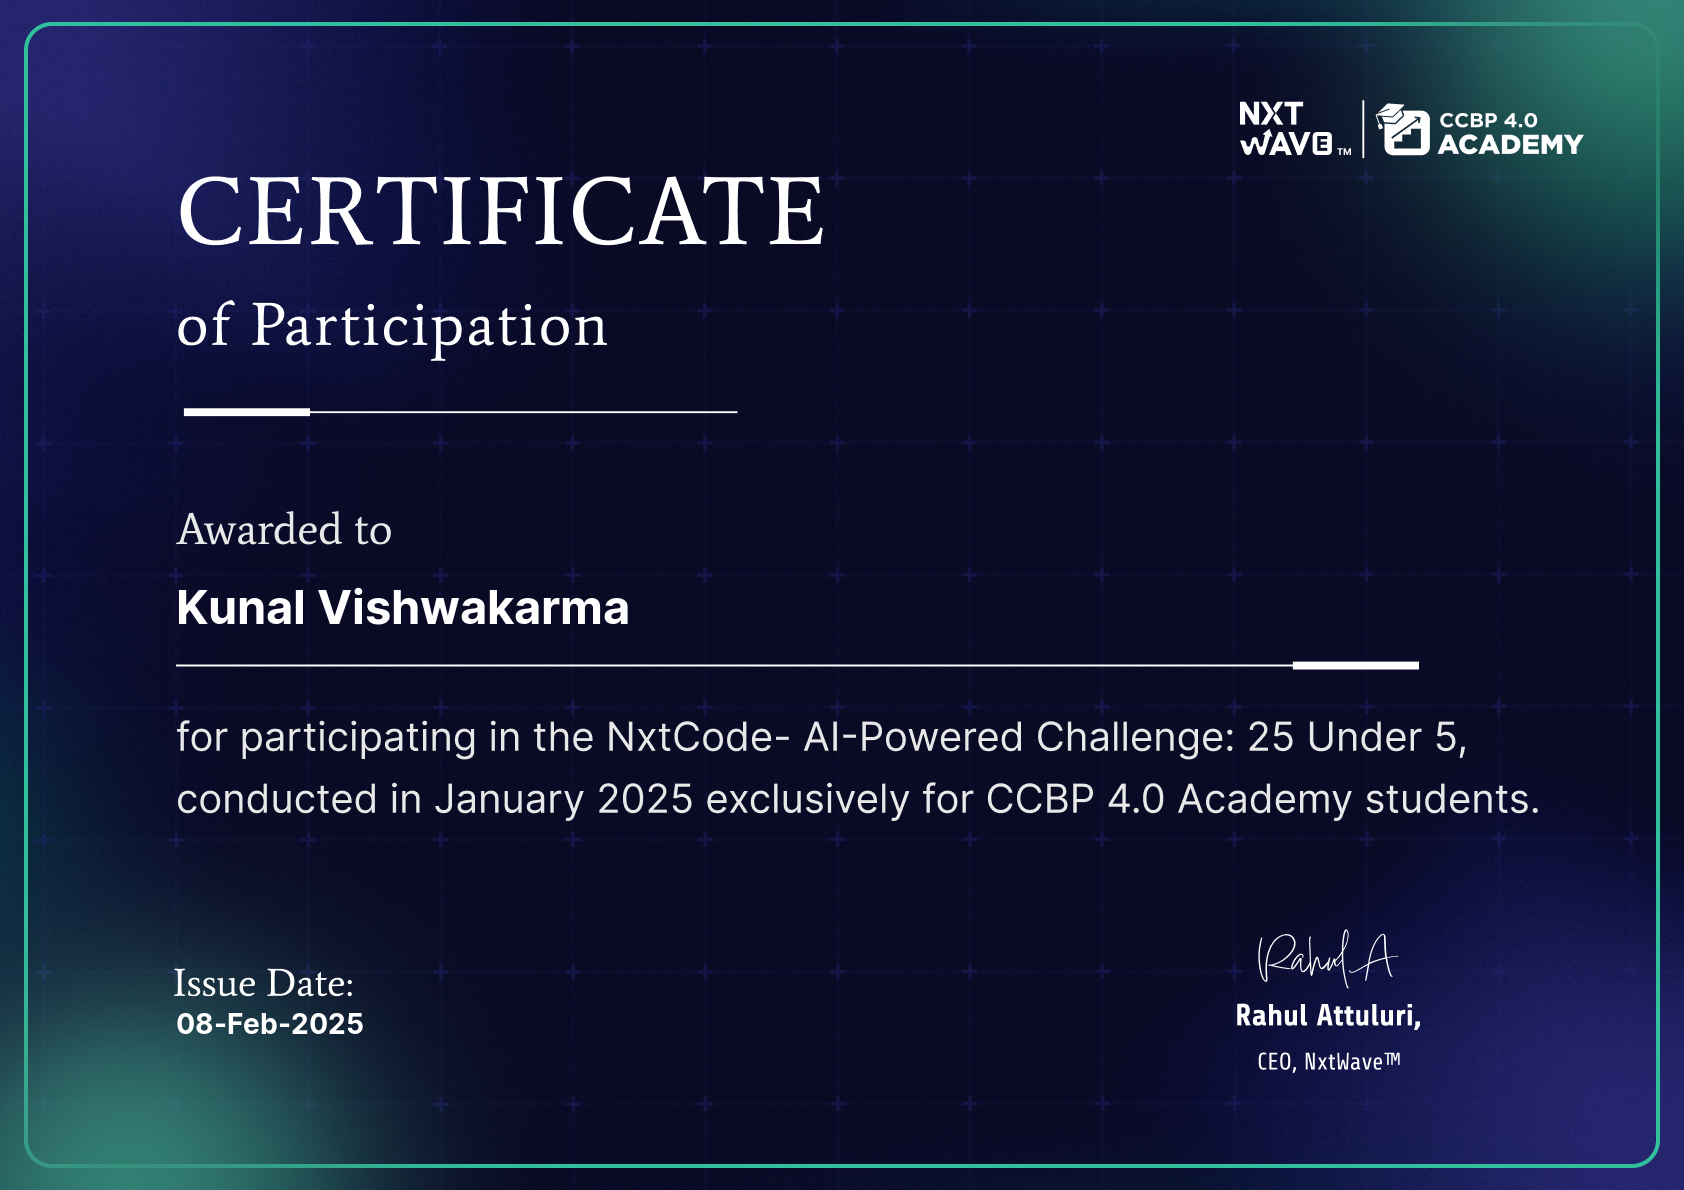 NXT
WAVE™
CCBP 4.0
ACADEMY
CERTIFICATE
of Participation
Awarded to
Kunal Vishwakarma
for participating in the NxtCode- AI-Powered Challenge: 25 Under 5,
conducted in January 2025 exclusively for CCBP 4.0 Academy students.
Issue Date:
08-Feb-2025
Rahul A
Rahul Attuluri,
CEO, NxtWave™